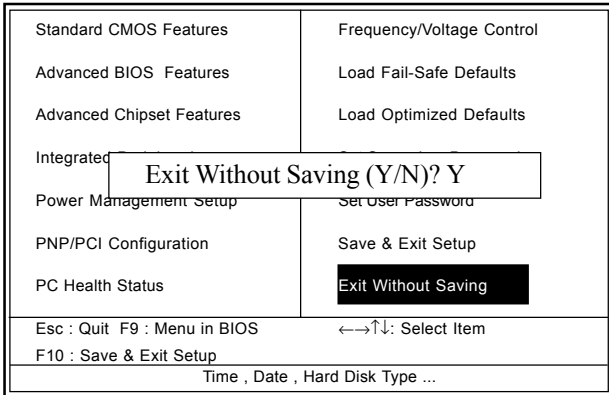 Standard CMOS Features
Advanced BIOS Features
Advanced Chipset Features
Integrated
Power Management Setup
PNP/PCI Configuration
PC Health Status
Frequency/Voltage Control
Load Fail-Safe Defaults
Load Optimized Defaults
Set User Password
Save & Exit Setup
Exit Without Saving
Exit Without Saving (Y/N)? Y
Esc : Quit F9 : Menu in BIOS
←→↑↓: Select Item
F10 : Save & Exit Setup
Time , Date , Hard Disk Type ...